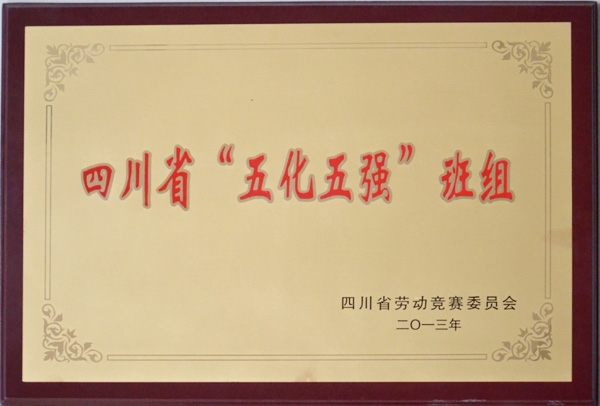 四川省“五化五强”班组
四川省劳动竞赛委员会
二〇一三年